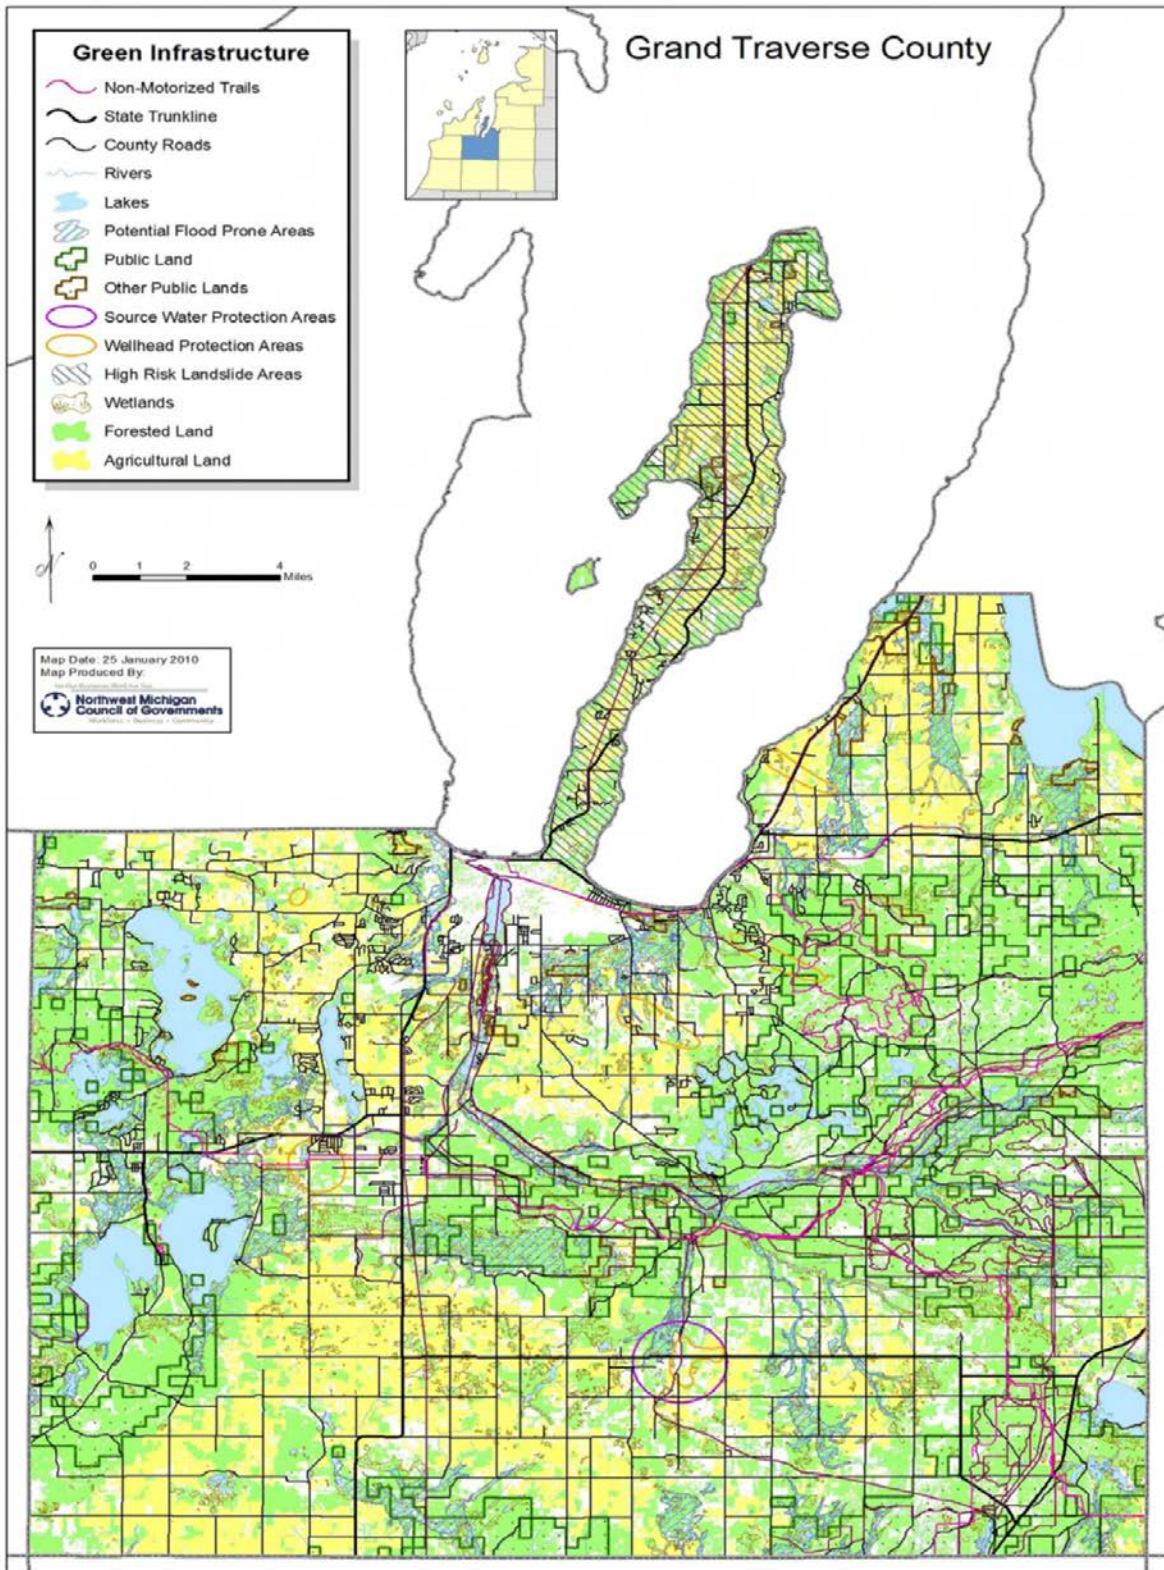 Grand Traverse County
Green Infrastructure
Non-Motorized Trails
State Trunkline
County Roads
Rivers
Lakes
Potential Flood Prone Areas
Public Land
Other Public Lands
Source Water Protection Areas
Wellhead Protection Areas
High Risk Landslide Areas
Wetlands
Forested Land
Agricultural Land
0 1 2 4
Miles
Map Date: 25 January 2010
Map Produced By:
Northwest Michigan
Council of Governments
Workforce • Business • Community